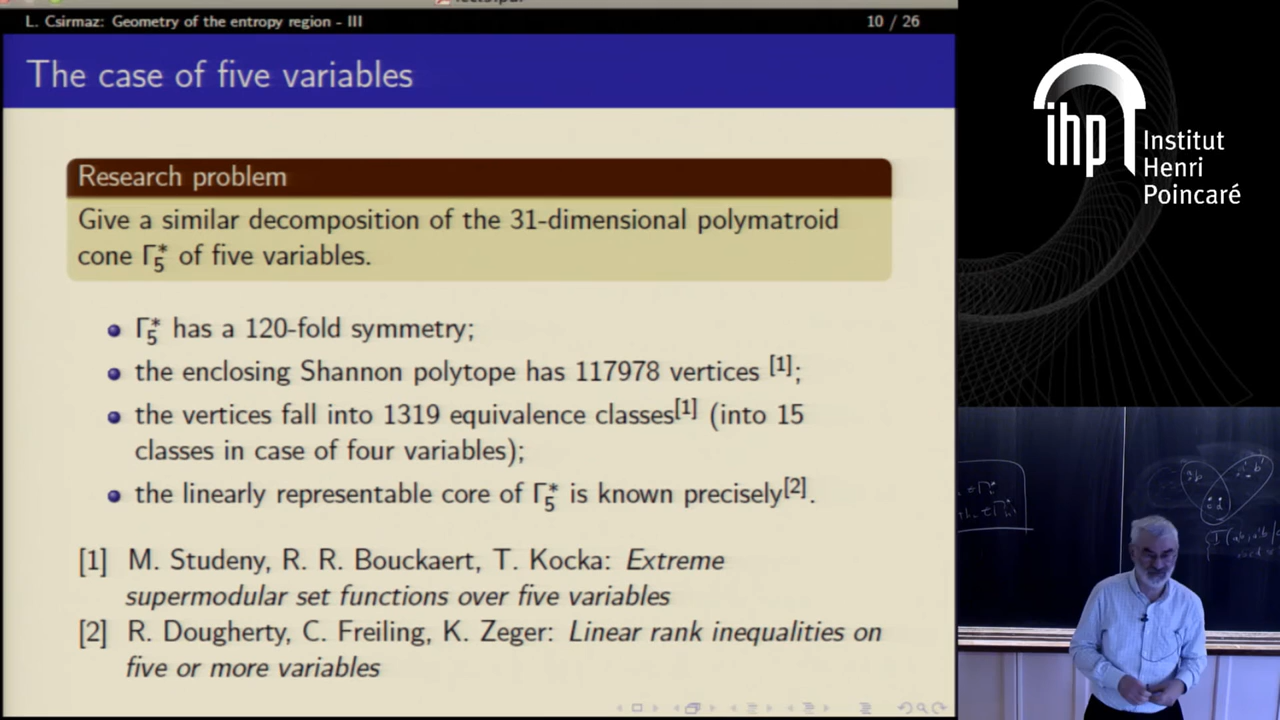 L. Csirmaz: Geometry of the entropy region - III
10 / 26
The case of five variables
Research problem
Give a similar decomposition of the 31-dimensional polymatroid
cone Γ₅* of five variables.
Γ₅* has a 120-fold symmetry;
the enclosing Shannon polytope has 117978 vertices [1];
the vertices fall into 1319 equivalence classes[1] (into 15
classes in case of four variables);
the linearly representable core of Γ₅* is known precisely[2].
[1] M. Studeny, R. R. Bouckaert, T. Kocka: Extreme
supermodular set functions over five variables
[2] R. Dougherty, C. Freiling, K. Zeger: Linear rank inequalities on
five or more variables
ihp
Institut
Henri
Poincaré